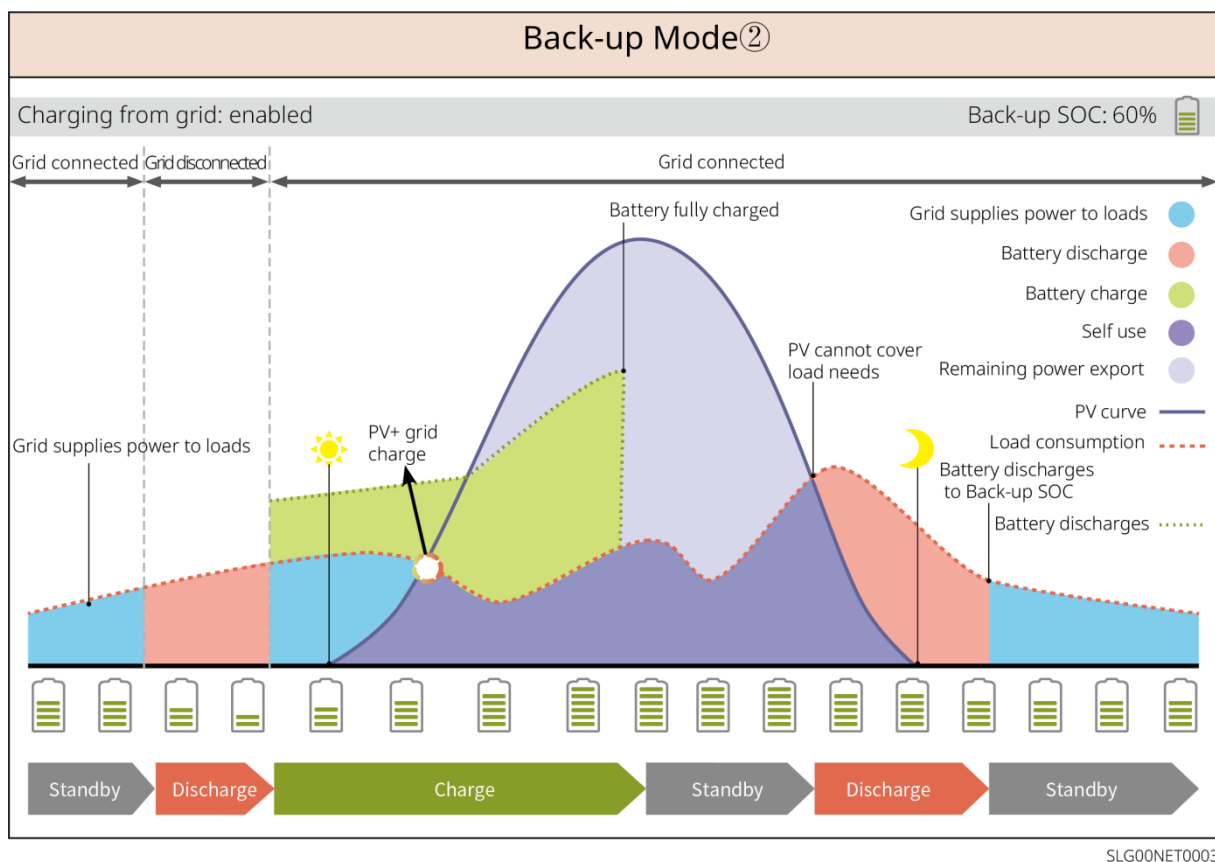 Back-up Mode②
Charging from grid: enabled
Back-up SOC: 60%
Grid connected
Grid disconnected
Grid connected
Battery fully charged
Grid supplies power to loads
Battery discharge
Battery charge
Self use
Remaining power export
PV curve
Load consumption
Battery discharges
PV cannot cover
load needs
Grid supplies power to loads
PV+ grid
charge
Battery discharges
to Back-up SOC
Standby
Discharge
Charge
Standby
Discharge
Standby
SLG00NET0003